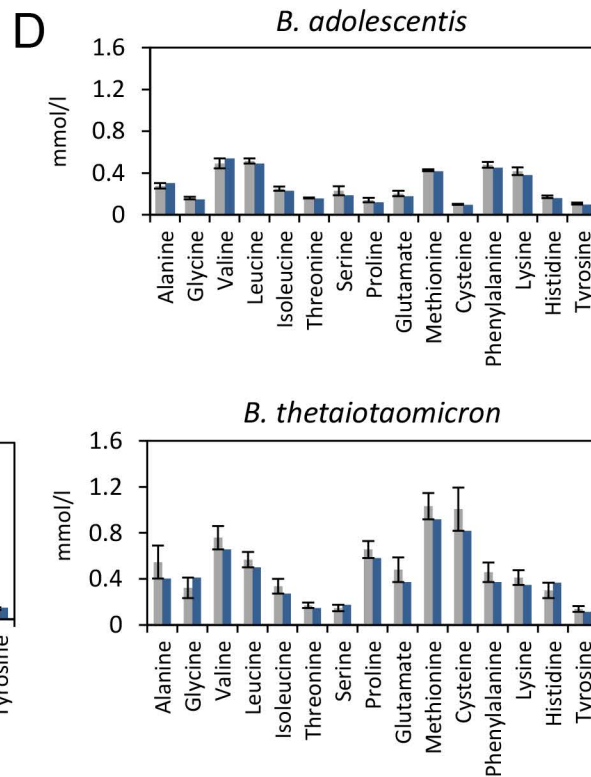 D
B. adolescentis
mmol/l
1.6
1.2
0.8
0.4
0
Alanine
Glycine
Valine
Leucine
Isoleucine
Threonine
Serine
Proline
Glutamate
Methionine
Cysteine
Phenylalanine
Lysine
Histidine
Tyrosine
B. thetaiotaomicron
mmol/l
1.6
1.2
0.8
0.4
0
Alanine
Glycine
Valine
Leucine
Isoleucine
Threonine
Serine
Proline
Glutamate
Methionine
Cysteine
Phenylalanine
Lysine
Histidine
Tyrosine
Tyrosine